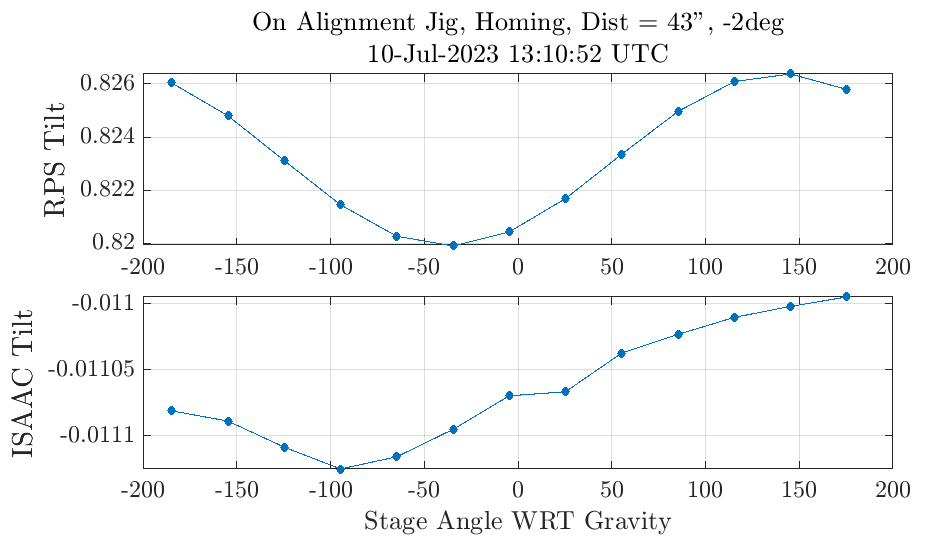 On Alignment Jig, Homing, Dist = 43”, -2deg
10-Jul-2023 13:10:52 UTC
RPS Tilt
0.826
0.824
0.822
0.82
-200 -150 -100 -50 0 50 100 150 200
ISAAC Tilt
-0.011
-0.01105
-0.0111
-200 -150 -100 -50 0 50 100 150 200
Stage Angle WRT Gravity